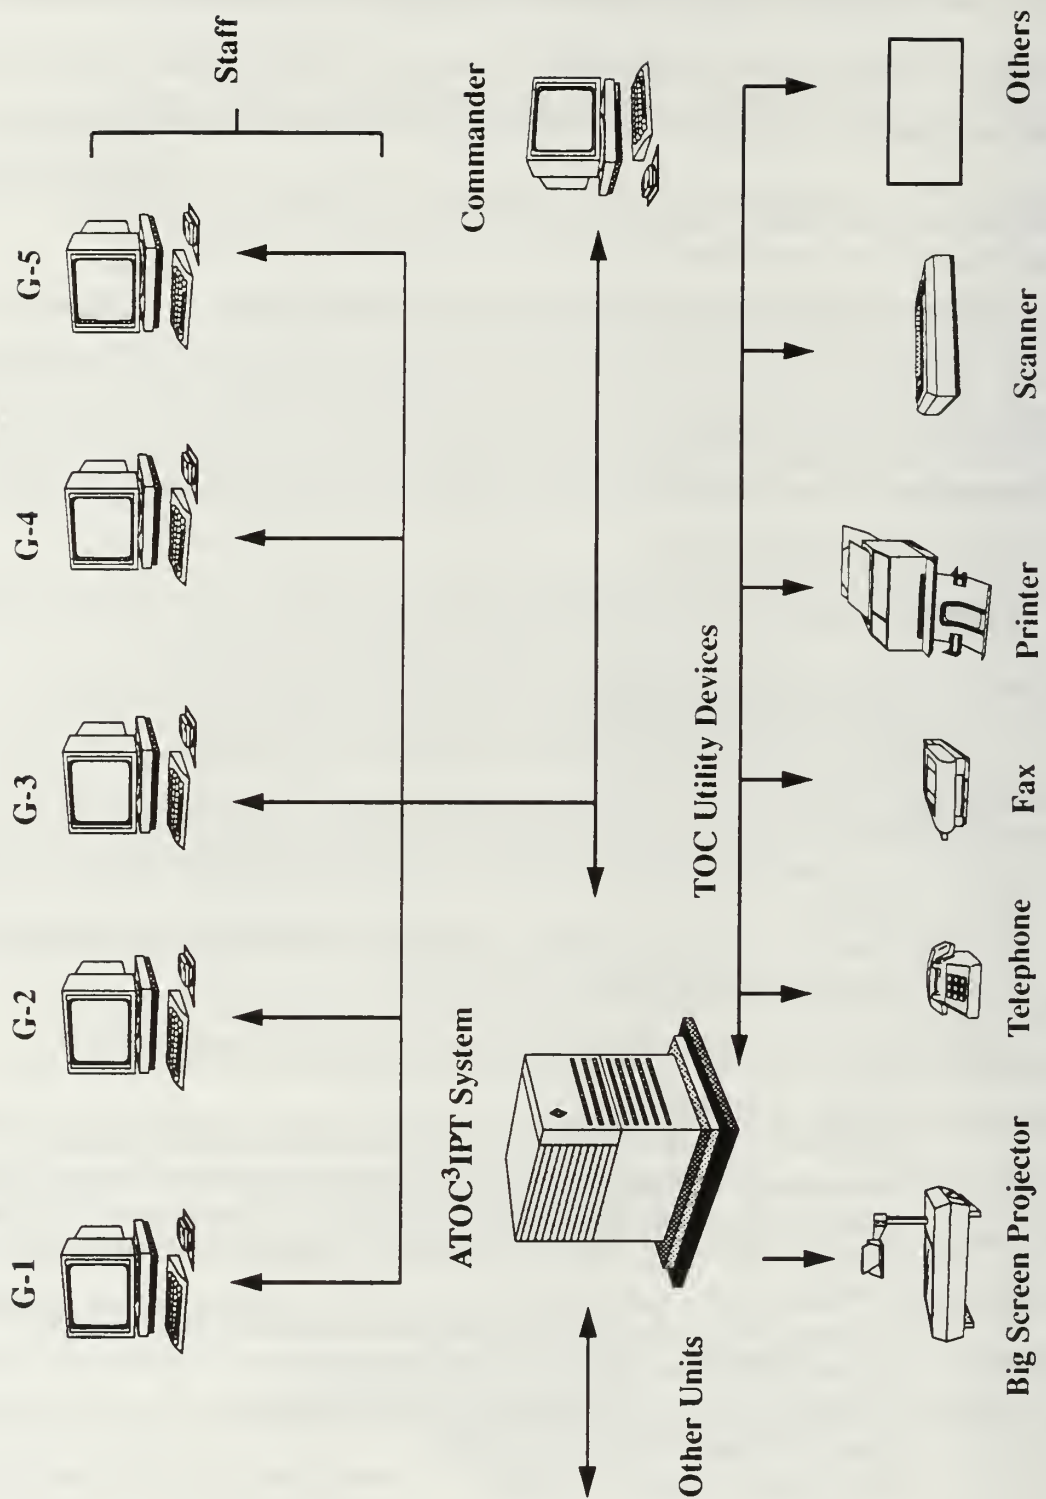 G-1
G-2
G-3
G-4
G-5
Staff
ATOC³IPT System
Commander
Other Units
TOC Utility Devices
Big Screen Projector
Telephone
Fax
Printer
Scanner
Others